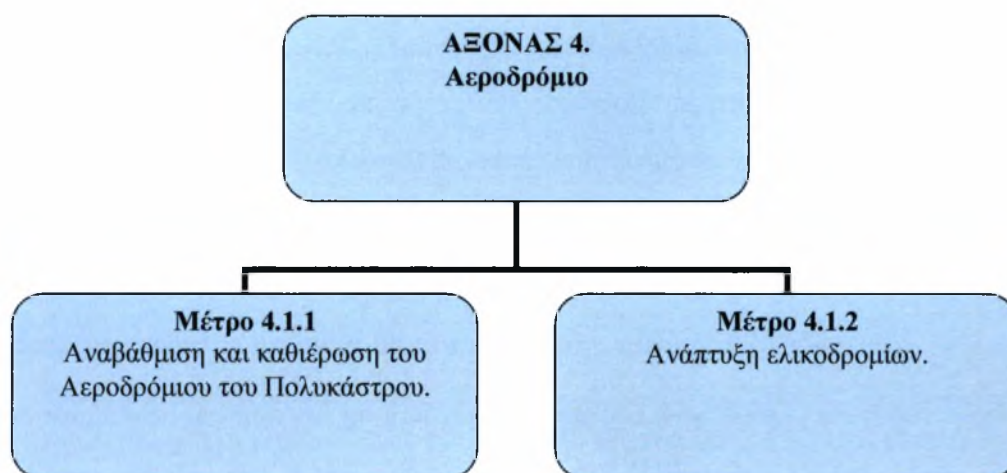 ΑΞΟΝΑΣ 4.
Αεροδρόμιο
Μέτρο 4.1.1
Αναβάθμιση και καθιέρωση του
Αεροδρόμιου του Πολυκάστρου.
Μέτρο 4.1.2
Ανάπτυξη ελικοδρομίων.